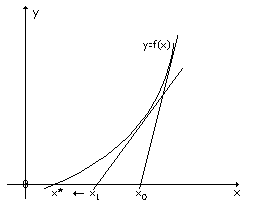 y
y=f(x)
0
x* ← x₁ x₀ x